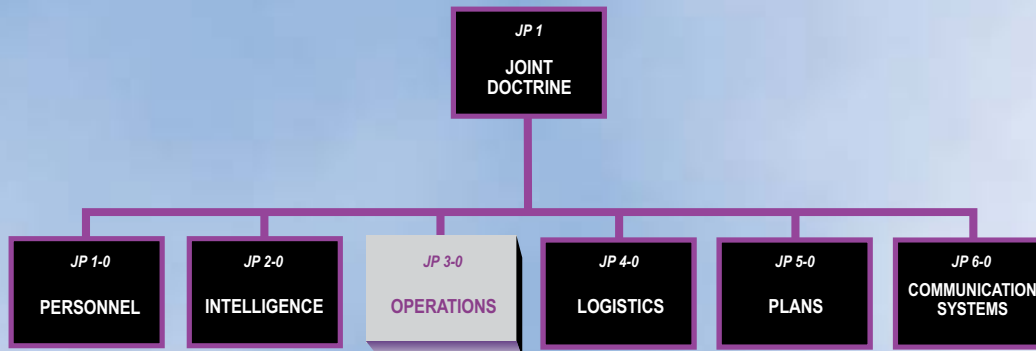 JP 1
JOINT
DOCTRINE
JP 1-0
PERSONNEL
JP 2-0
INTELLIGENCE
JP 3-0
OPERATIONS
JP 4-0
LOGISTICS
JP 5-0
PLANS
JP 6-0
COMMUNICATION
SYSTEMS